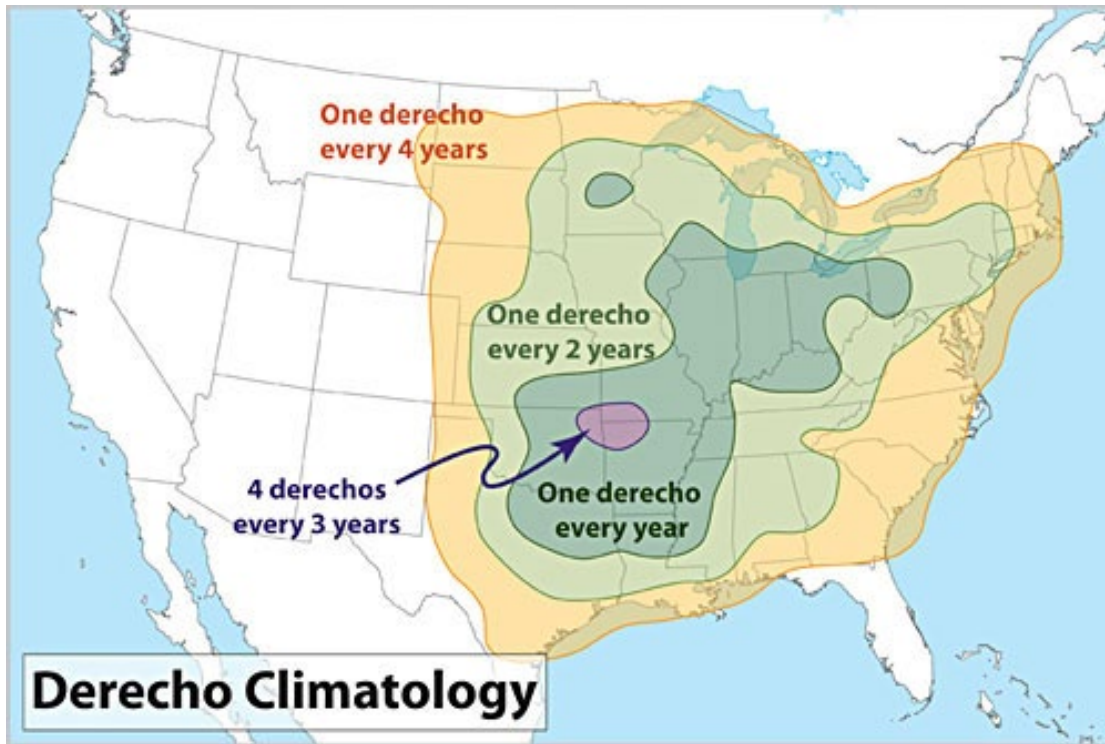 One derecho
every 4 years
One derecho
every 2 years
4 derechos
every 3 years
One derecho
every year
Derecho Climatology